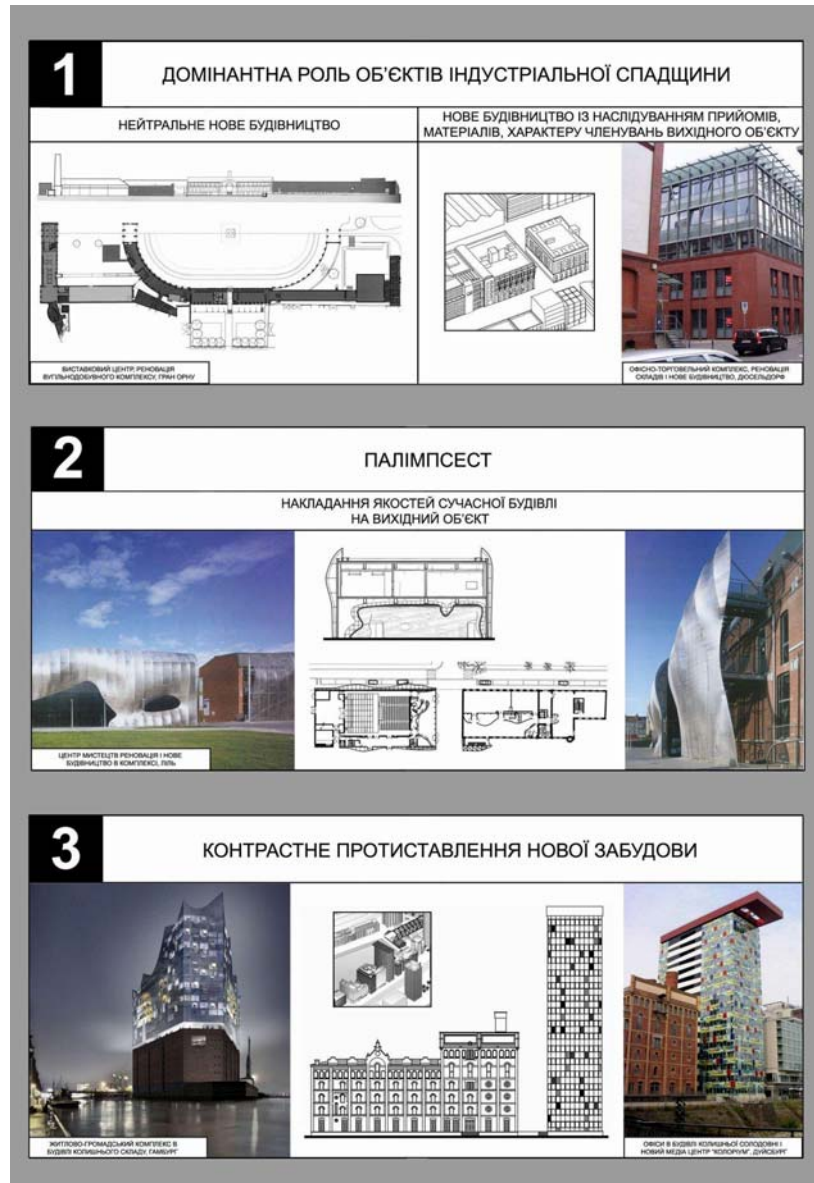 1
ДОМІНАНТНА РОЛЬ ОБ'ЄКТІВ ІНДУСТРІАЛЬНОЇ СПАДЩИНИ
НЕЙТРАЛЬНЕ НОВЕ БУДІВНИЦТВО
НОВЕ БУДІВНИЦТВО ІЗ НАСЛІДУВАННЯМ ПРИЙОМІВ,
МАТЕРІАЛІВ, ХАРАКТЕРУ ЧЛЕНУВАНЬ ВИХІДНОГО ОБ'ЄКТУ
ВИСТАВКОВИЙ ЦЕНТР, РЕНОВАЦІЯ
ВУГІЛЬНОДОБУВНОГО КОМПЛЕКСУ, ГРАН ОРНУ
ОФІСНО-ТОРГОВЕЛЬНИЙ КОМПЛЕКС, РЕНОВАЦІЯ
СКЛАДІВ І НОВЕ БУДІВНИЦТВО, ДЮСЕЛЬДОРФ
2
ПАЛІМПСЕСТ
НАКЛАДАННЯ ЯКОСТЕЙ СУЧАСНОЇ БУДІВЛІ
НА ВИХІДНИЙ ОБ'ЄКТ
ЦЕНТР МИСТЕЦТВ РЕНОВАЦІЯ І НОВЕ
БУДІВНИЦТВО В КОМПЛЕКСІ, ЛІЛЬ
3
КОНТРАСТНЕ ПРОТИСТАВЛЕННЯ НОВОЇ ЗАБУДОВИ
ЖИТЛОВО-ГРОМАДСЬКИЙ КОМПЛЕКС В
БУДІВЛІ КОЛИШНЬОГО СКЛАДУ, ГАМБУРГ
ОФІСИ В БУДІВЛІ КОЛИШНЬОЇ СОЛОДОВНІ І
НОВИЙ МЕДІА ЦЕНТР "КОЛОРІУМ", ДУЙСБУРГ